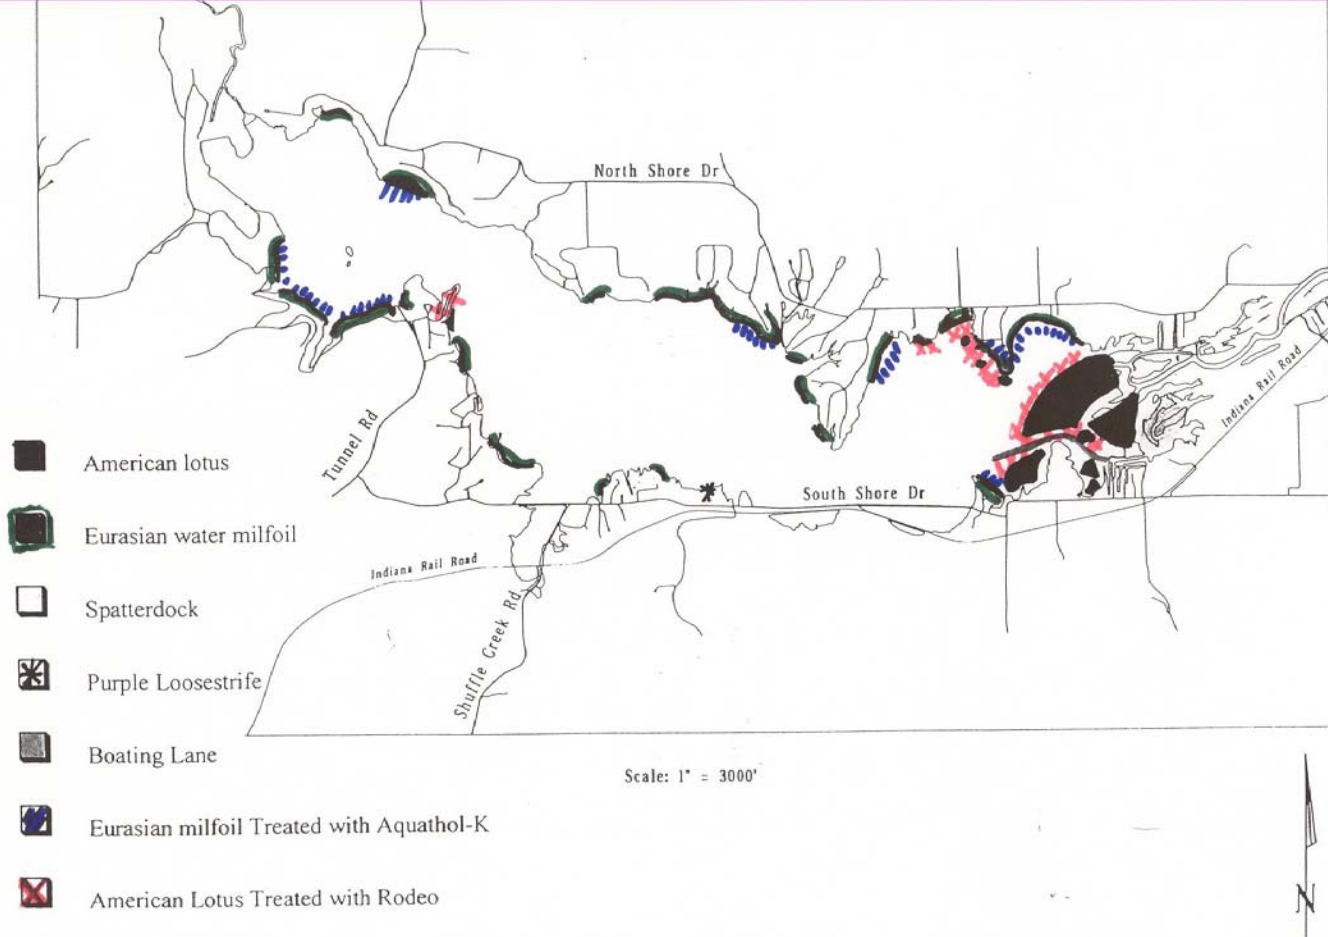 North Shore Dr
Indiana Rail Road
Tunnel Rd
American lotus
South Shore Dr
Eurasian water milfoil
Indiana Rail Road
Spatterdock
Shuffle Creek Rd
Purple Loosestrife
Boating Lane
Scale: 1" = 3000'
Eurasian milfoil Treated with Aquathol-K
American Lotus Treated with Rodeo
N